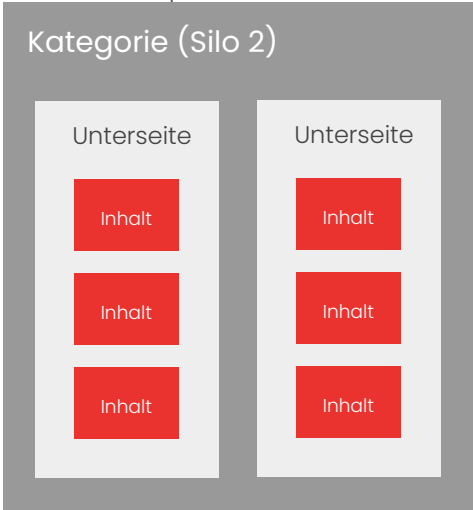 Kategorie (Silo 2)
Unterseite
Inhalt
Inhalt
Inhalt
Unterseite
Inhalt
Inhalt
Inhalt